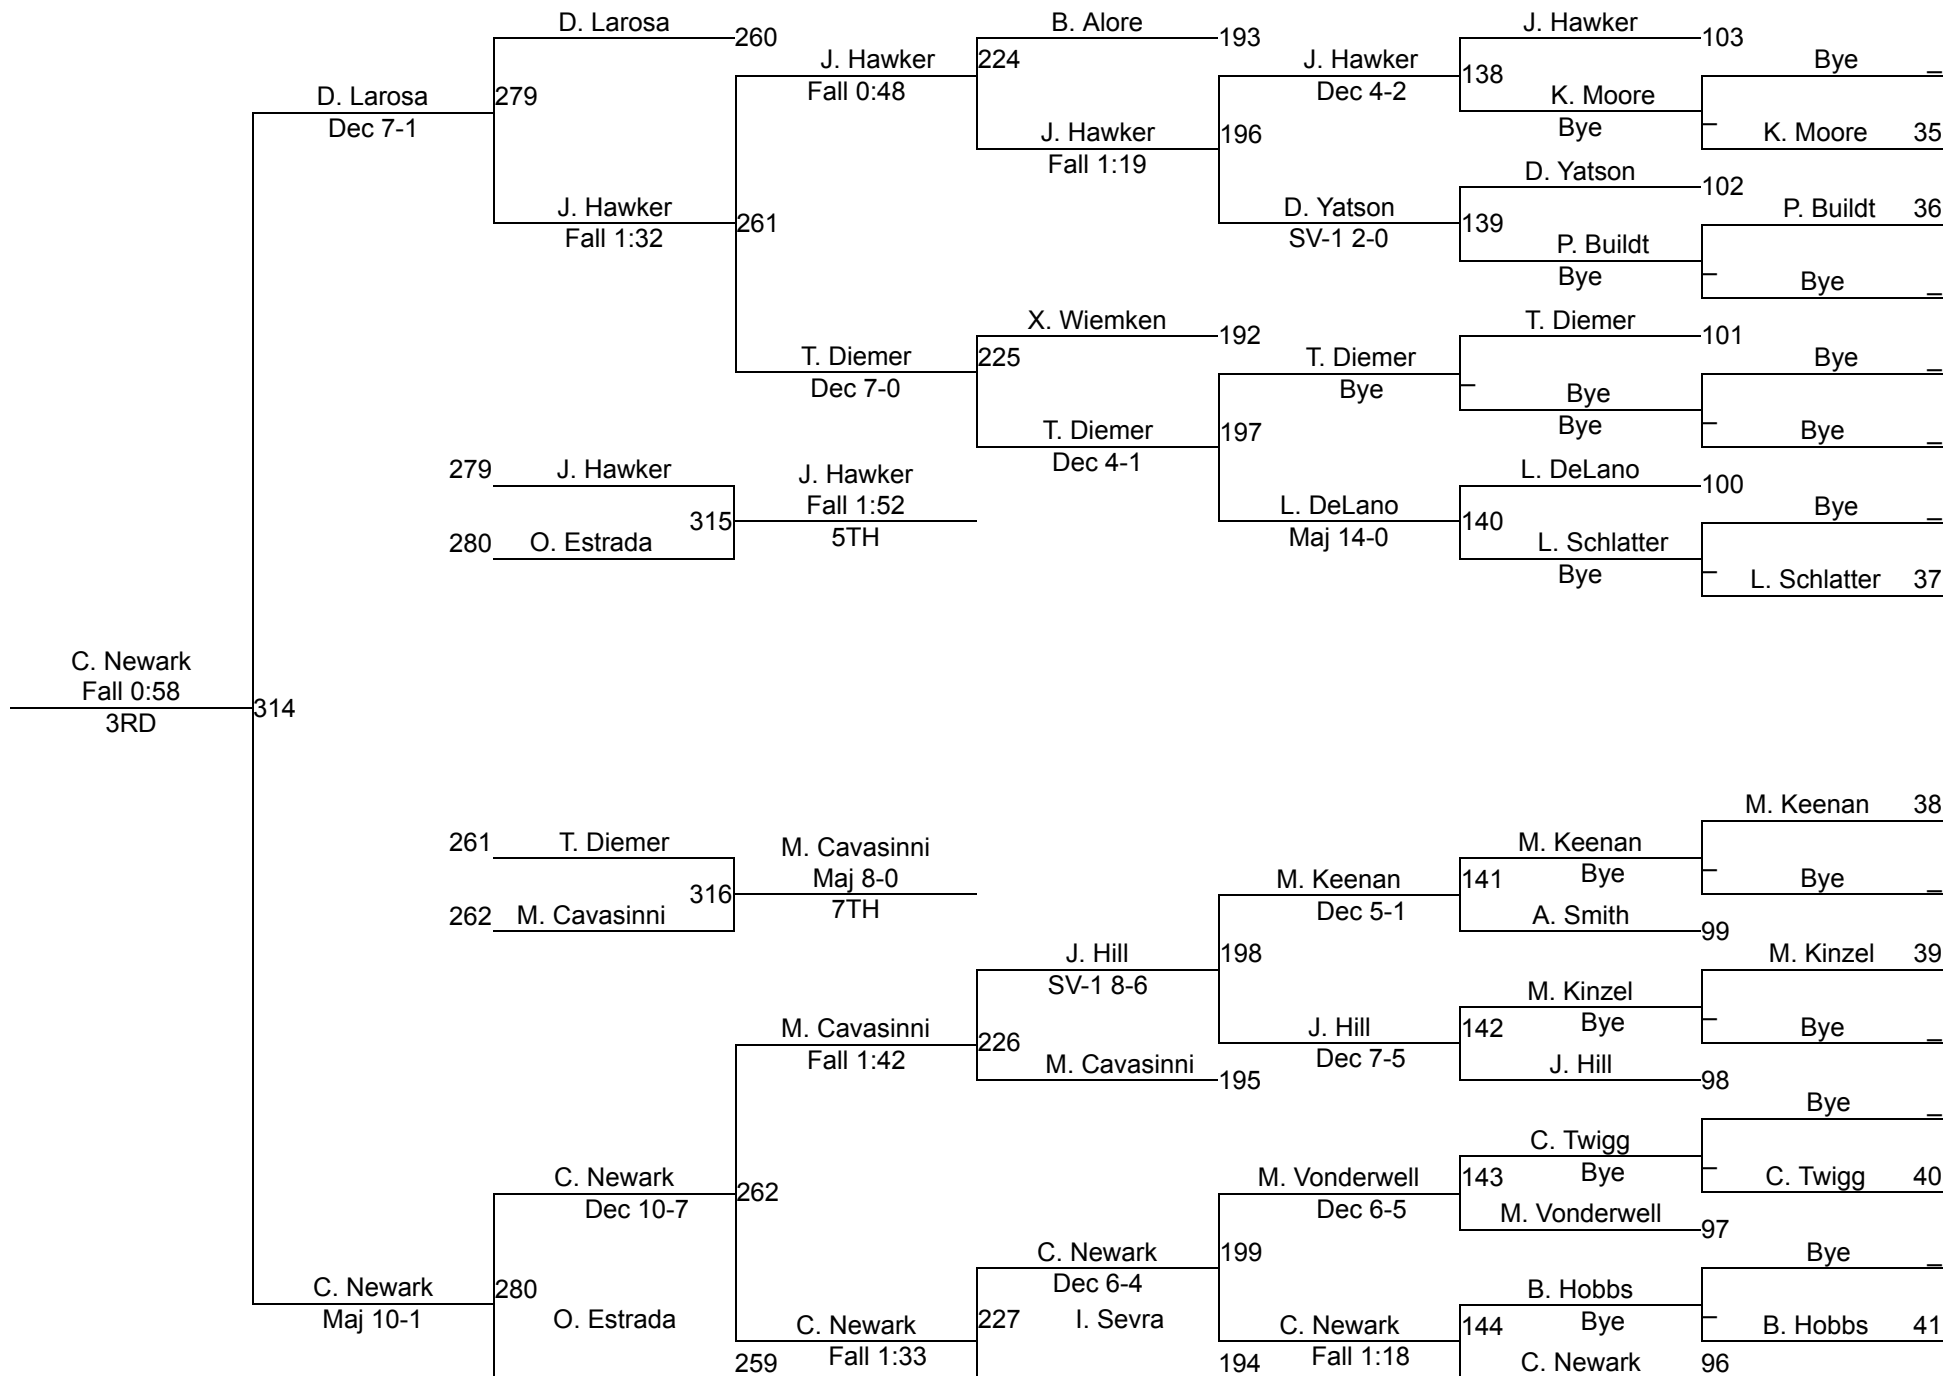 D. Larosa
260
B. Alore
193
J. Hawker
103
J. Hawker
Fall 0:48
224
J. Hawker
Dec 4-2
138
Bye _
D. Larosa
Dec 7-1
279
K. Moore
Bye
_
K. Moore 35
J. Hawker
Fall 1:19
196
D. Yatson
102
J. Hawker
Fall 1:32
261
D. Yatson
SV-1 2-0
139
P. Buildt 36
P. Buildt
Bye
_
Bye _
X. Wiemken
192
T. Diemer
101
T. Diemer
Dec 7-0
225
T. Diemer
Bye
_
Bye _
Bye
Bye
_
Bye _
T. Diemer
Dec 4-1
197
279 J. Hawker
J. Hawker
Fall 1:52
5TH
L. DeLano
100
315
L. DeLano
Maj 14-0
140
Bye _
280 O. Estrada
L. Schlatter
Bye
_
L. Schlatter 37
C. Newark
Fall 0:58
3RD
314
M. Keenan 38
261 T. Diemer
M. Cavasinni
Maj 8-0
7TH
M. Keenan
Bye
_
Bye _
316
M. Keenan
Dec 5-1
141
262 M. Cavasinni
A. Smith
99
J. Hill
SV-1 8-6
198
M. Kinzel 39
M. Kinzel
Bye
_
Bye _
M. Cavasinni
Fall 1:42
226
J. Hill
Dec 7-5
142
M. Cavasinni
195
J. Hill
98
Bye _
C. Twigg
Bye
_
C. Twigg 40
C. Newark
Dec 10-7
262
M. Vonderwell
Dec 6-5
143
M. Vonderwell
97
C. Newark
Dec 6-4
199
Bye _
C. Newark
Maj 10-1
280
B. Hobbs
Bye
_
B. Hobbs 41
O. Estrada
259
C. Newark
Fall 1:33
227
I. Sevra
194
C. Newark
Fall 1:18
144
C. Newark
96